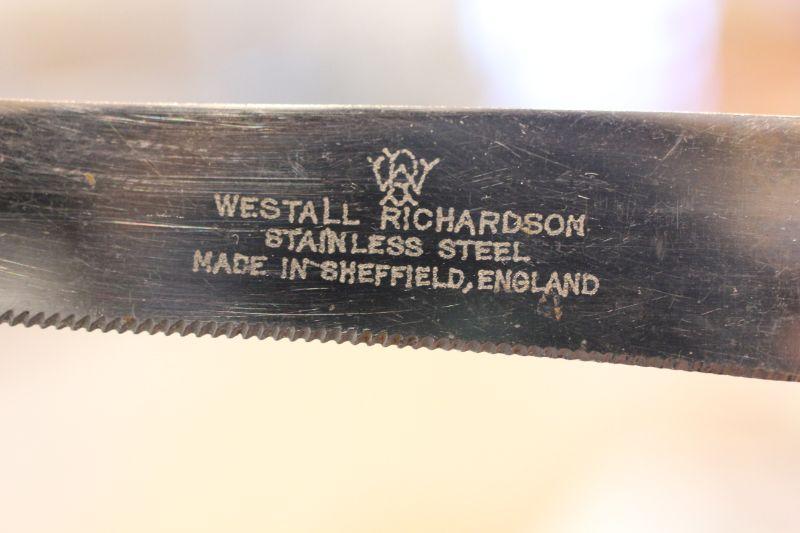 WESTALL RICHARDSON
STAINLESS STEEL
MADE IN SHEFFIELD, ENGLAND